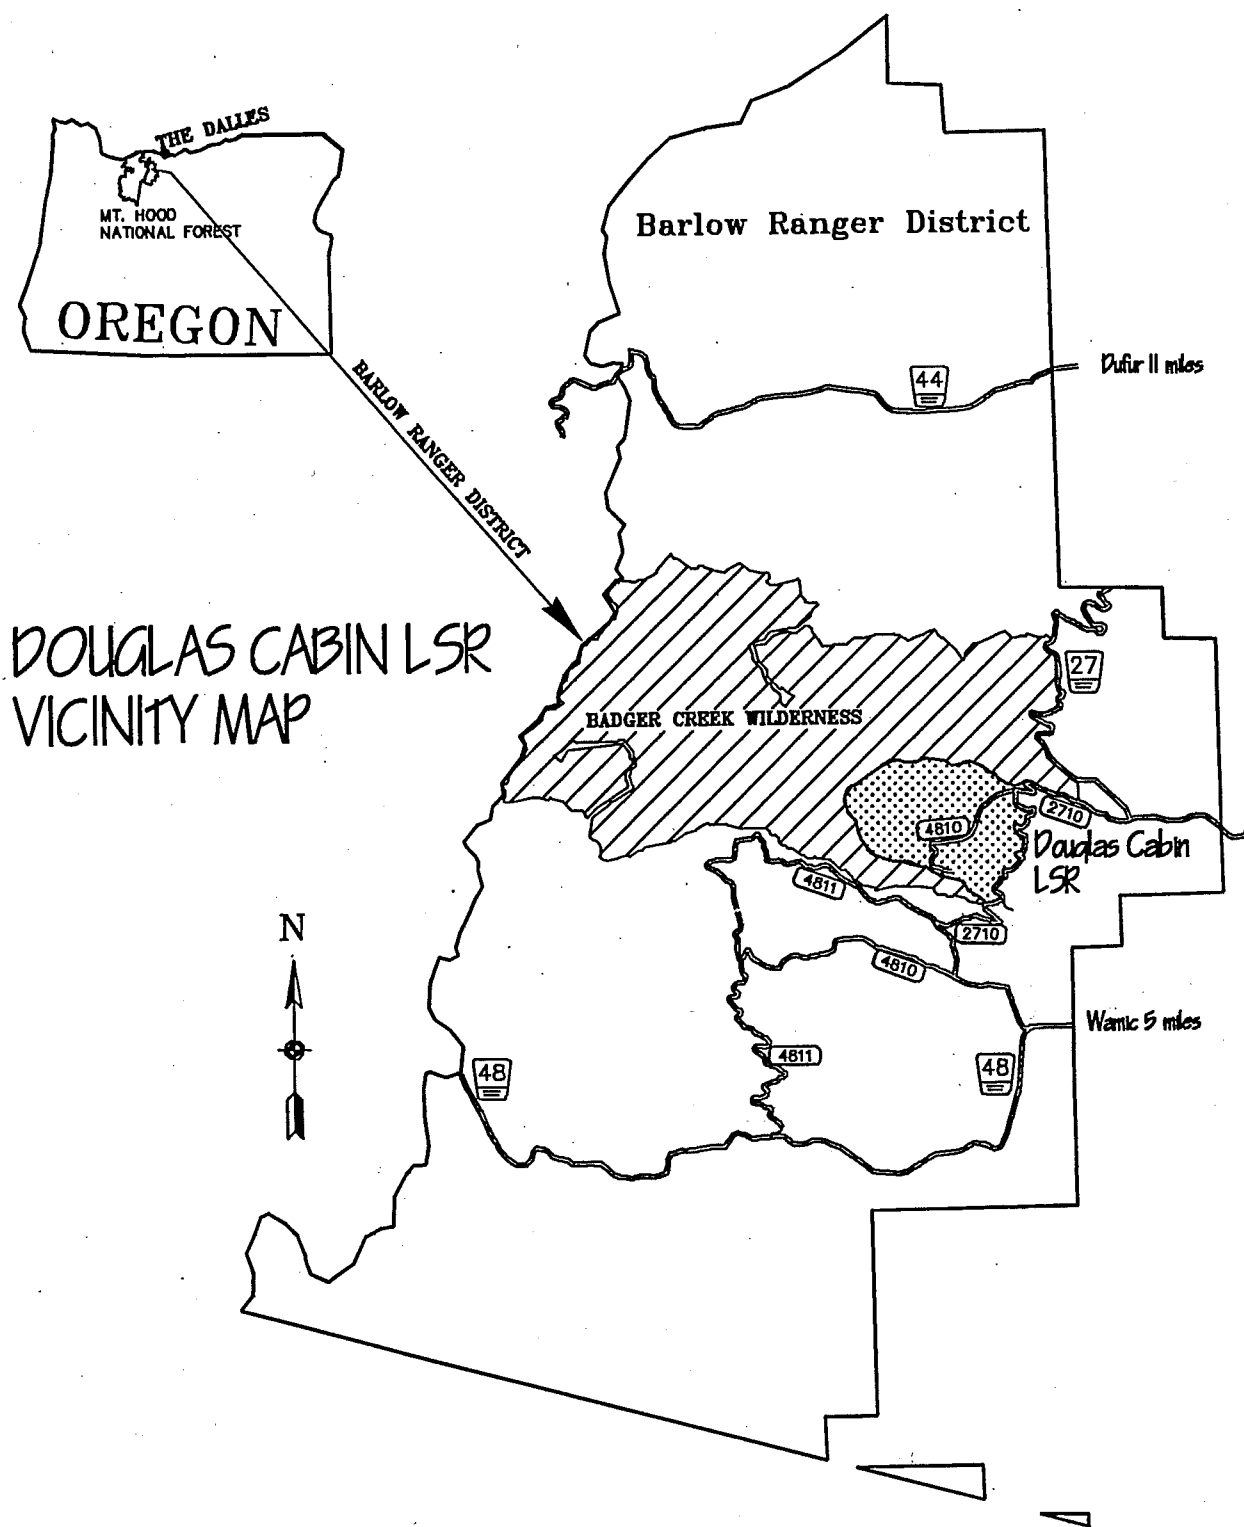 THE DALLES
MT. HOOD
NATIONAL FOREST
OREGON
BARLOW RANGER DISTRICT
Barlow Ranger District
44
Dufur 11 miles
DOUGLAS CABIN LSR
VICINITY MAP
27
BADGER CREEK WILDERNESS
2710
4810
Douglas Cabin
LSR
4811
N
2710
4810
Wamic 5 miles
4811
48
48